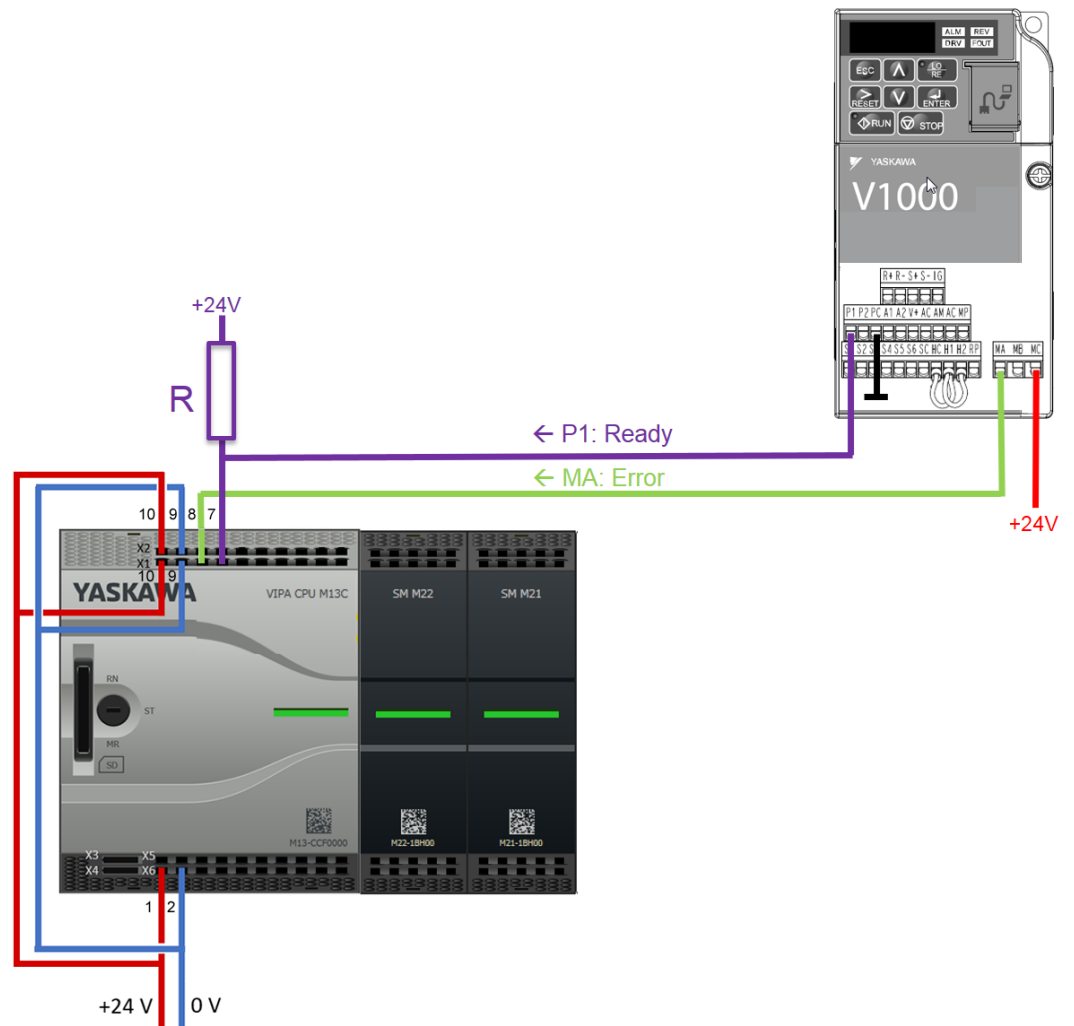 ALM REV
DRV FOUT
ESC
LO
RE
RESET
ENTER
RUN
STOP
YASKAWA
V1000
R+ R- S+ S- IG
P1 P2 PC A1 A2 V+ AC AM AC MP
S2 S4 S5 S6 SC HC H1 H2 RP
MA MB MC
+24V
R
← P1: Ready
← MA: Error
+24V
10 9 8 7
X2
X1
10 9
YASKAWA
VIPA CPU M13C
SM M22
SM M21
RN
ST
MR
SD
M13-CCF0000
M22-1BH00
M21-1BH00
X3 X5
X4 X6
1 2
+24 V 0 V